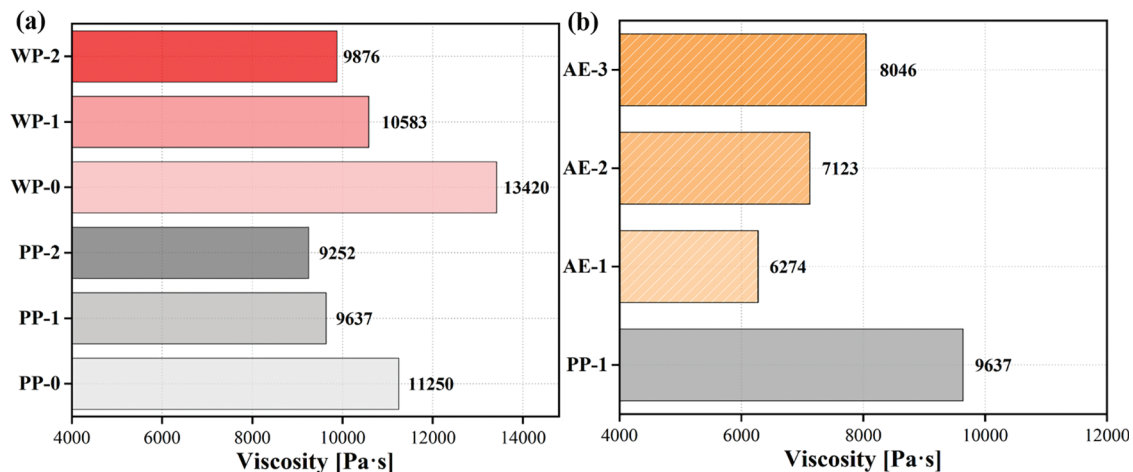 (a)
WP-2
9876
WP-1
10583
WP-0
13420
PP-2
9252
PP-1
9637
PP-0
11250
4000 6000 8000 10000 12000 14000
Viscosity [Pa·s]
(b)
AE-3
8046
AE-2
7123
AE-1
6274
PP-1
9637
4000 6000 8000 10000 12000
Viscosity [Pa·s]